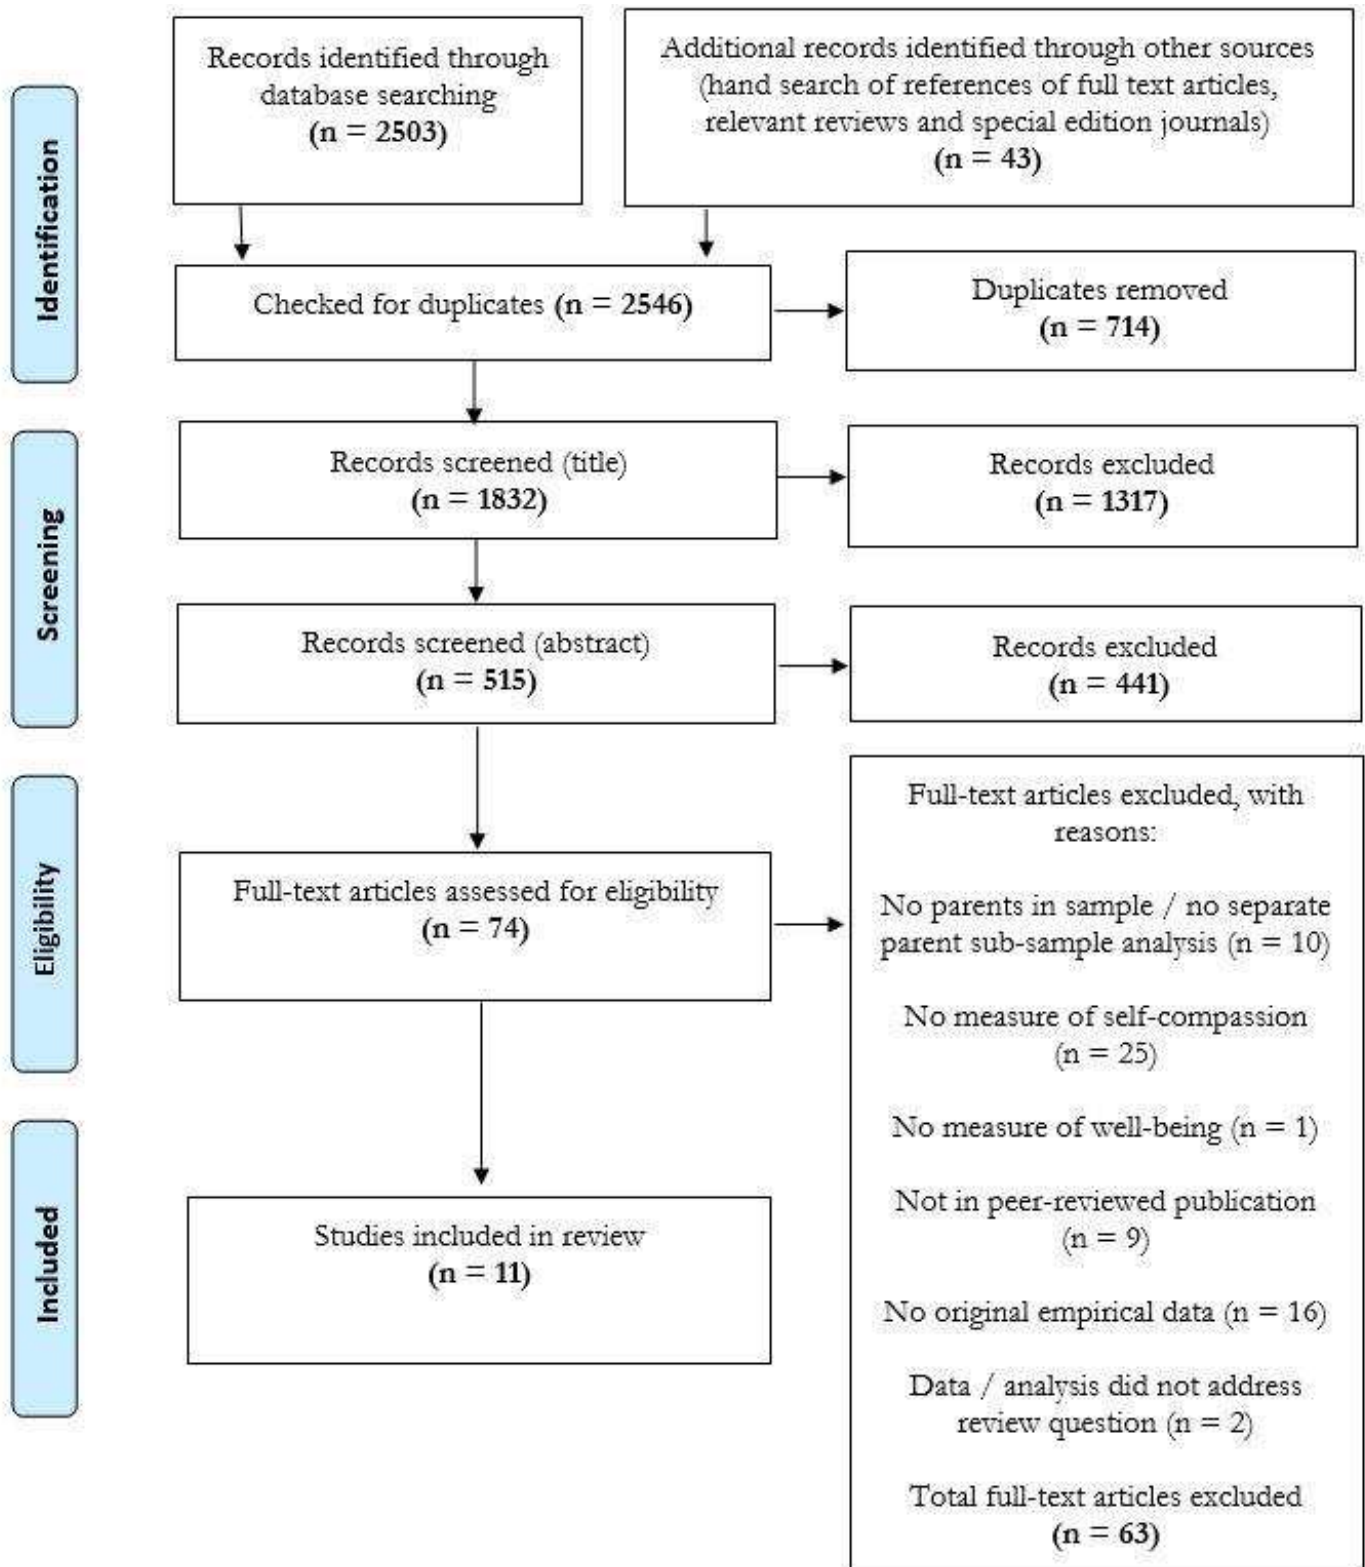 Records identified through
database searching
(n = 2503)
Additional records identified through other sources
(hand search of references of full text articles,
relevant reviews and special edition journals)
(n = 43)
Identification
Checked for duplicates (n = 2546)
Duplicates removed
(n = 714)
Screening
Records screened (title)
(n = 1832)
Records excluded
(n = 1317)
Records screened (abstract)
(n = 515)
Records excluded
(n = 441)
Eligibility
Full-text articles assessed for eligibility
(n = 74)
Full-text articles excluded, with
reasons:
No parents in sample / no separate
parent sub-sample analysis (n = 10)
No measure of self-compassion
(n = 25)
No measure of well-being (n = 1)
Not in peer-reviewed publication
(n = 9)
No original empirical data (n = 16)
Data / analysis did not address
review question (n = 2)
Total full-text articles excluded
(n = 63)
Included
Studies included in review
(n = 11)